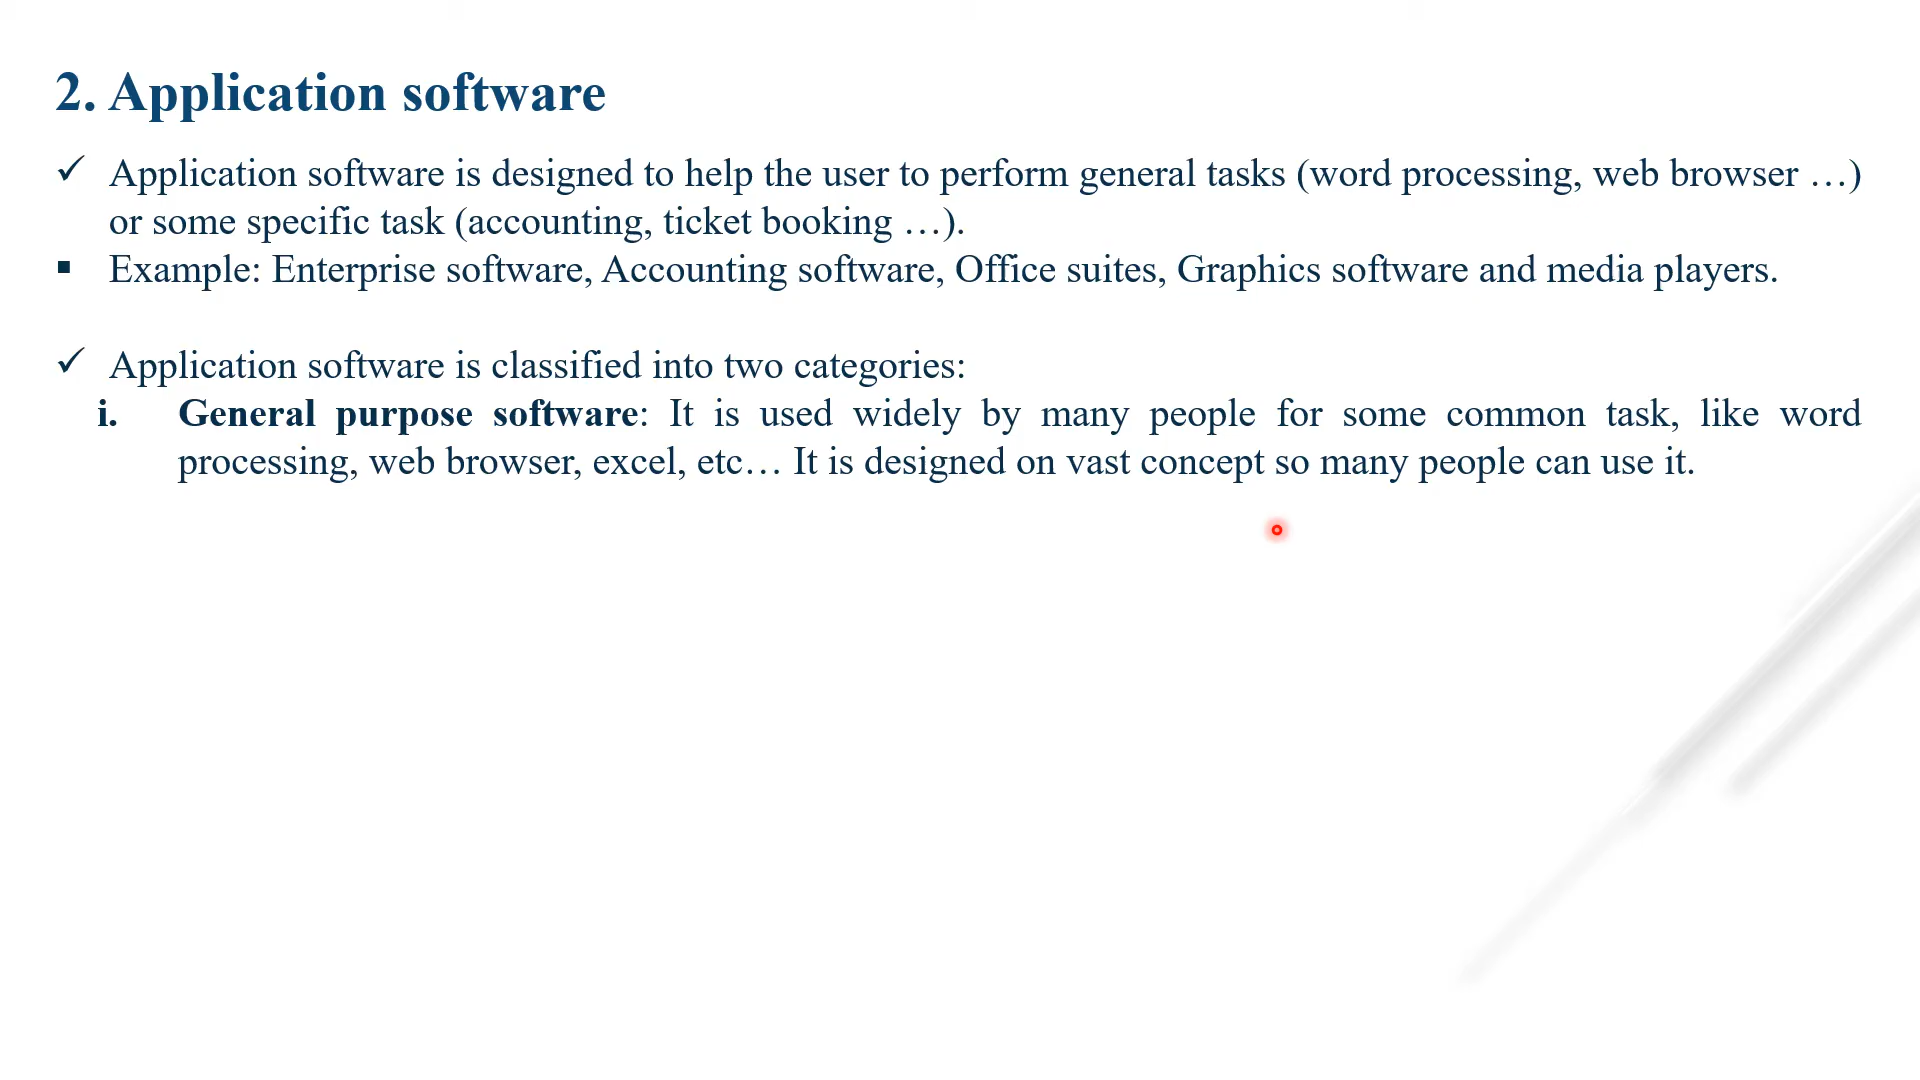 2. Application software
✓ Application software is designed to help the user to perform general tasks (word processing, web browser …)
or some specific task (accounting, ticket booking …).
▪ Example: Enterprise software, Accounting software, Office suites, Graphics software and media players.
✓ Application software is classified into two categories:
i. General purpose software: It is used widely by many people for some common task, like word
processing, web browser, excel, etc… It is designed on vast concept so many people can use it.